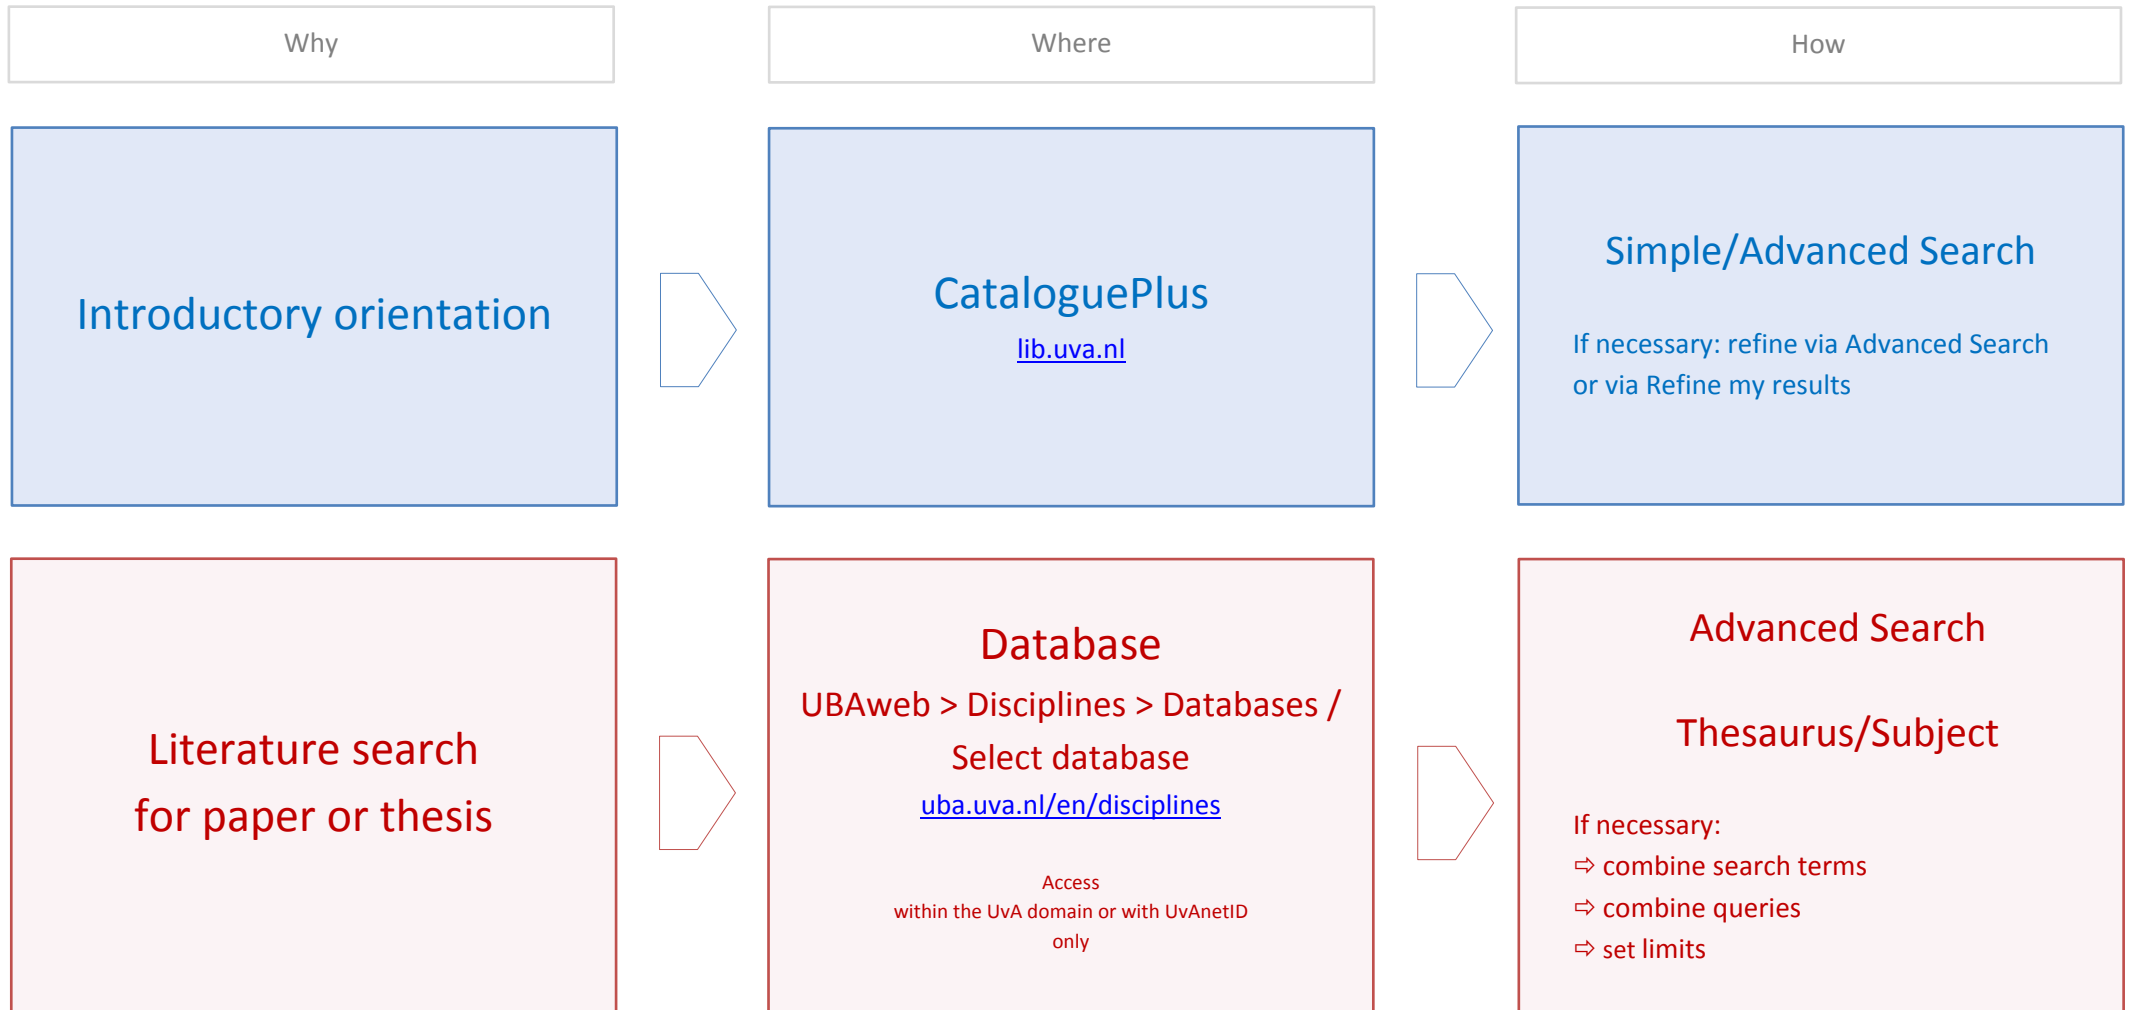 Why
Where
How
Introductory orientation
CataloguePlus
lib.uva.nl
Simple/Advanced Search
If necessary: refine via Advanced Search
or via Refine my results
Literature search
for paper or thesis
Database
UBAweb > Disciplines > Databases /
Select database
uba.uva.nl/en/disciplines
Access
within the UvA domain or with UvAnetID
only
Advanced Search
Thesaurus/Subject
If necessary:
⇨ combine search terms
⇨ combine queries
⇨ set limits